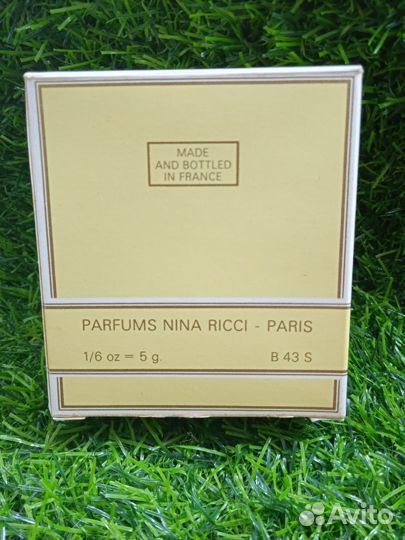 MADE
AND BOTTLED
IN FRANCE
PARFUMS NINA RICCI - PARIS
1/6 oz = 5 g. B 43 S
Avito